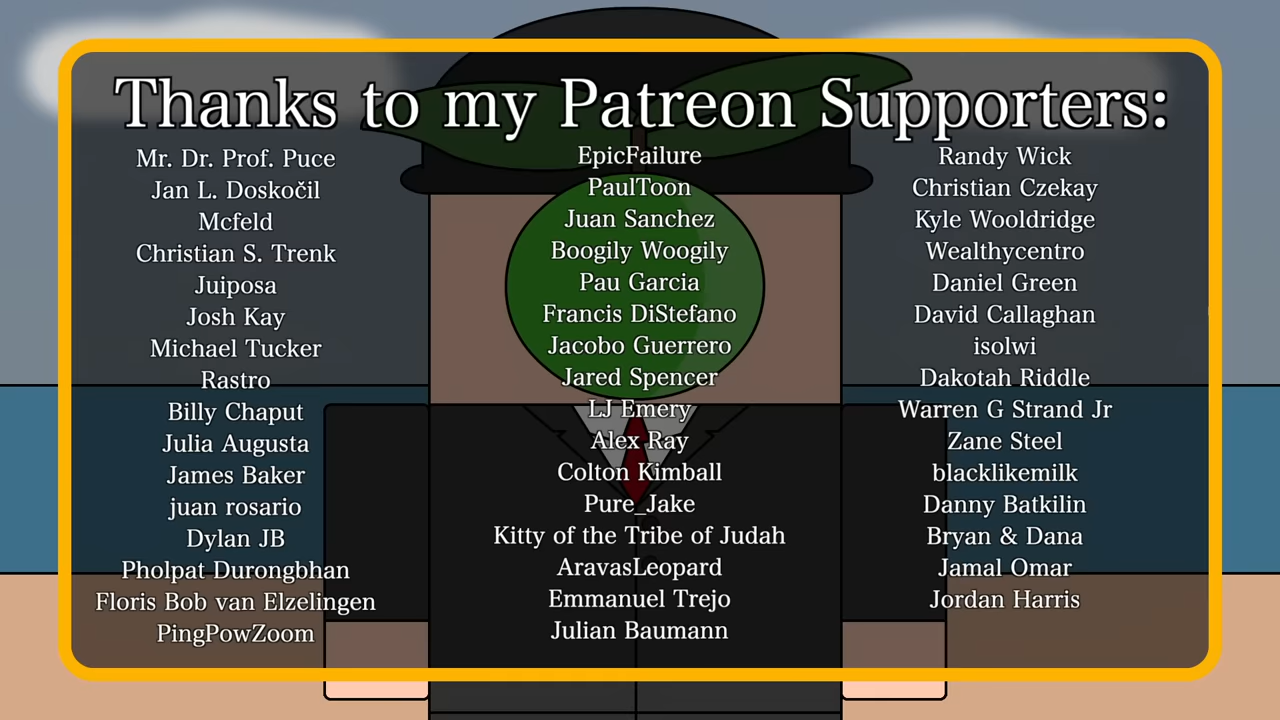 Thanks to my Patreon Supporters:
Mr. Dr. Prof. Puce
Jan L. Doskočil
Mcfeld
Christian S. Trenk
Juiposa
Josh Kay
Michael Tucker
Rastro
Billy Chaput
Julia Augusta
James Baker
juan rosario
Dylan JB
Pholpat Durongbhan
Floris Bob van Elzelingen
PingPowZoom
EpicFailure
PaulToon
Juan Sanchez
Boogily Woogily
Pau Garcia
Francis DiStefano
Jacobo Guerrero
Jared Spencer
LJ Emery
Alex Ray
Colton Kimball
Pure_Jake
Kitty of the Tribe of Judah
AravasLeopard
Emmanuel Trejo
Julian Baumann
Randy Wick
Christian Czekay
Kyle Wooldridge
Wealthycentro
Daniel Green
David Callaghan
isolwi
Dakotah Riddle
Warren G Strand Jr
Zane Steel
blacklikemilk
Danny Batkilin
Bryan & Dana
Jamal Omar
Jordan Harris